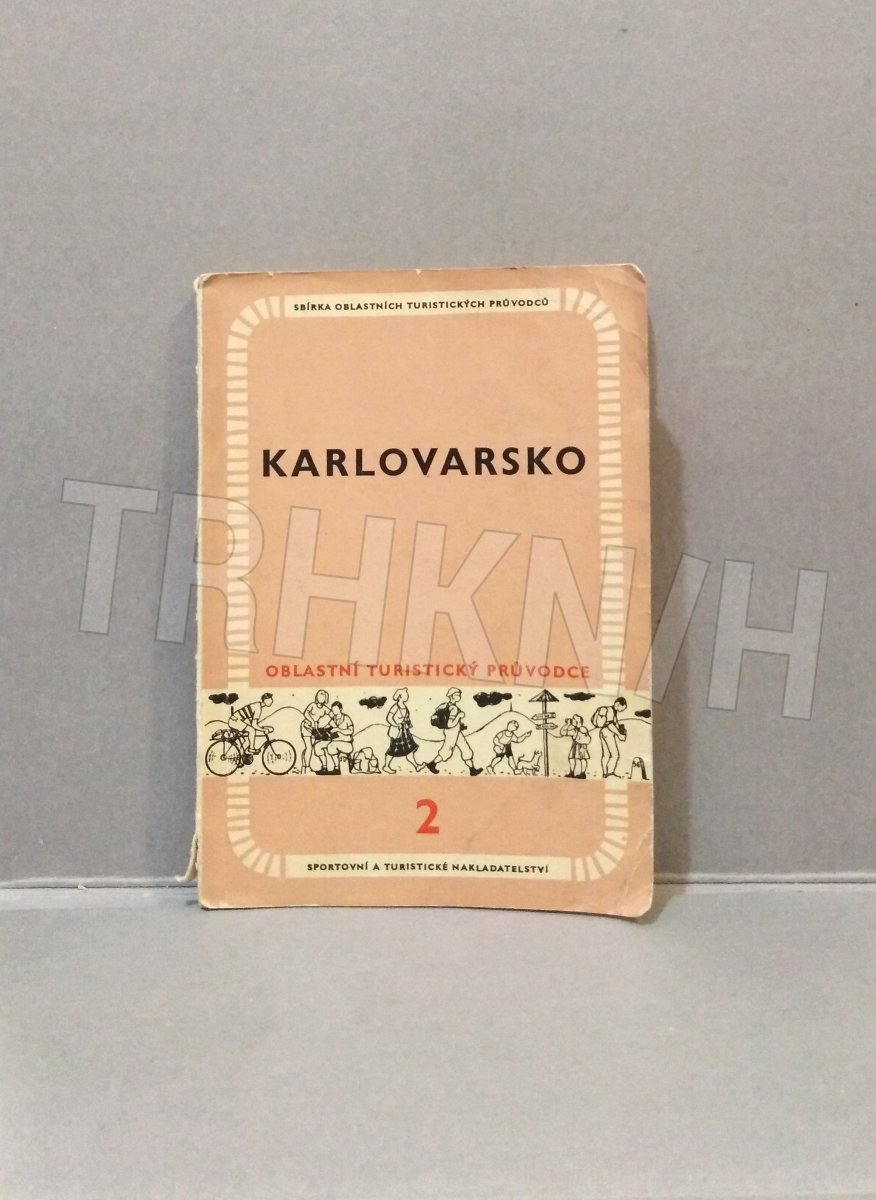 SBÍRKA OBLASTNÍCH TURISTICKÝCH PRŮVODCŮ
KARLOVARSKO
TRHKNIH
OBLASTNÍ TURISTICKÝ PRŮVODCE
2
SPORTOVNÍ A TURISTICKÉ NAKLADATELSTVÍ